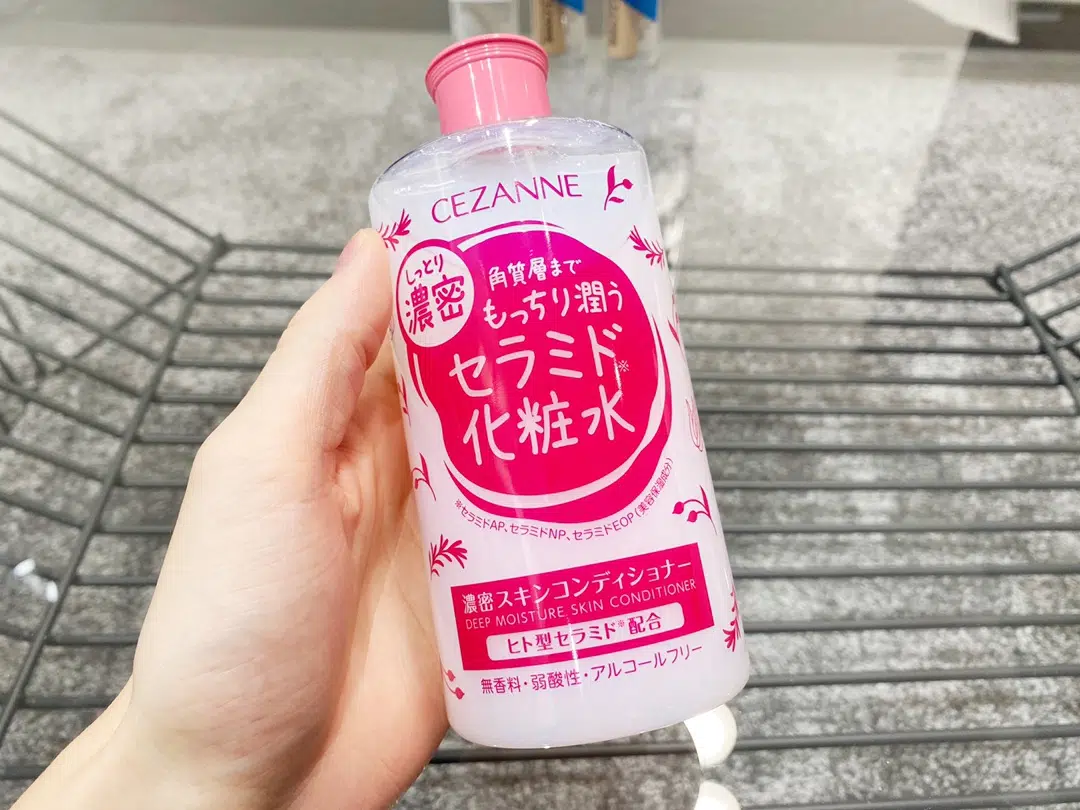 CEZANNE
しっとり
濃密
角質層まで
もっちり潤う
セラミド※
化粧水
※セラミドAP、セラミドNP、セラミドEOP(美容保湿成分)
濃密スキンコンディショナー
DEEP MOISTURE SKIN CONDITIONER
ヒト型セラミド※配合
無香料・弱酸性・アルコールフリー